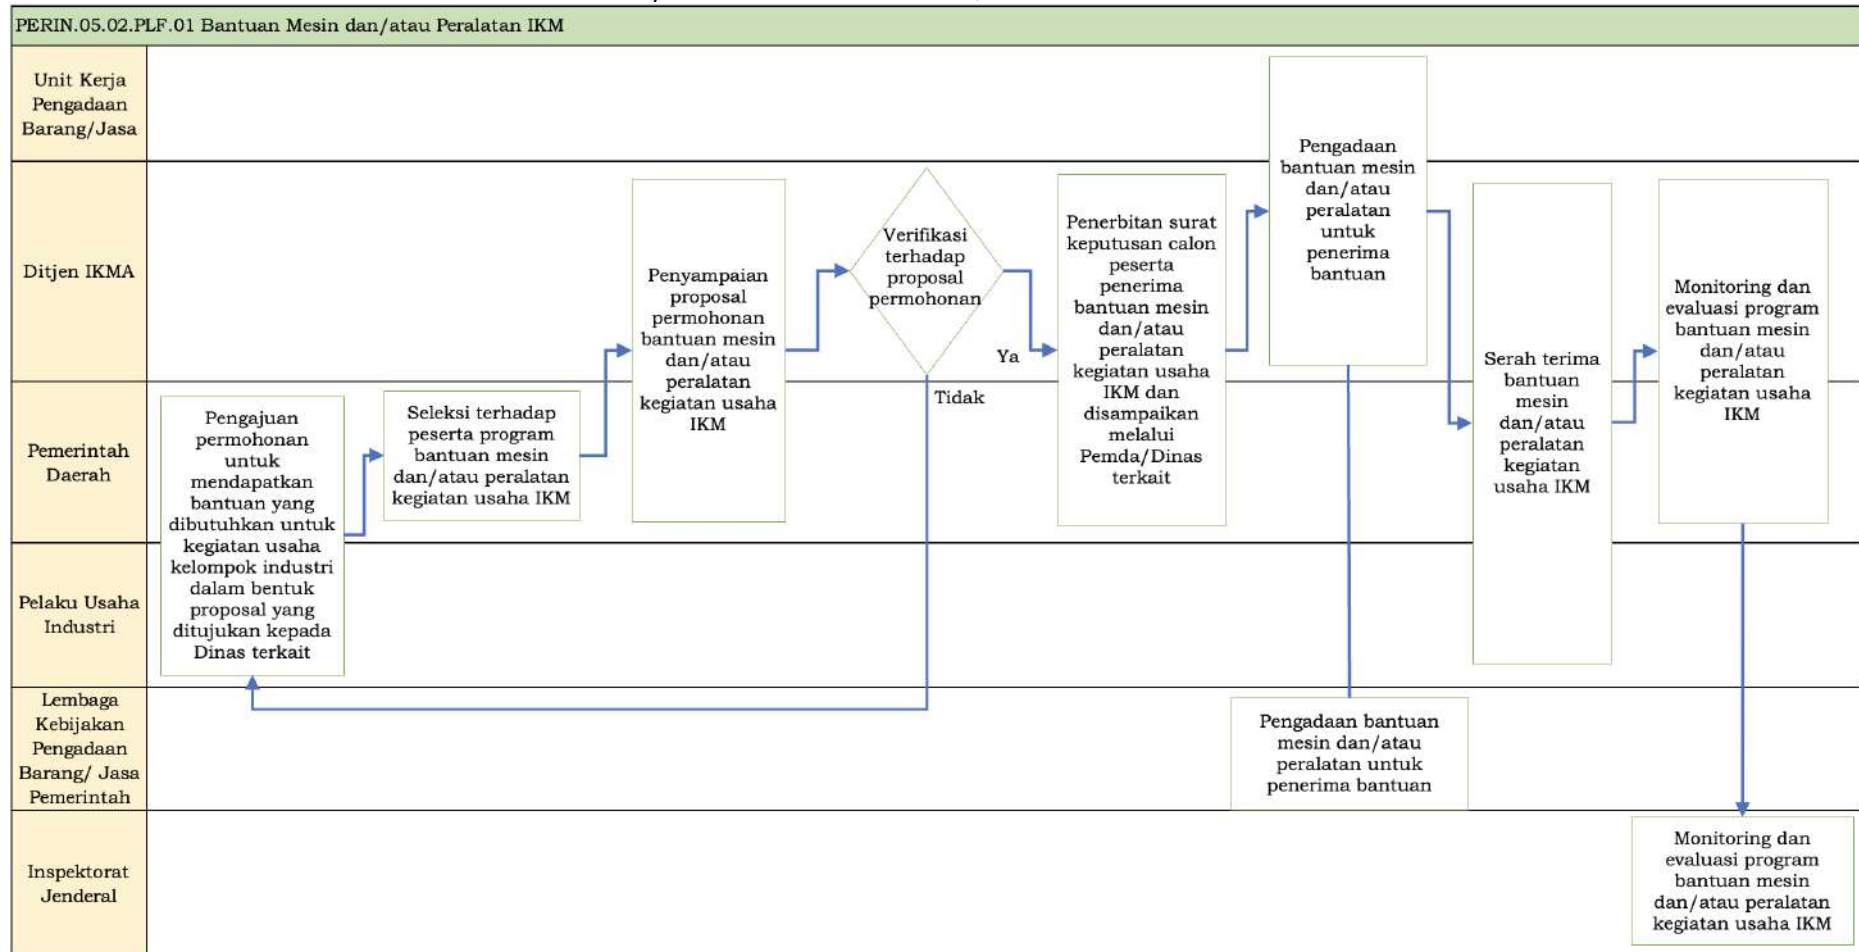 PERIN.05.02.PLF.01 Bantuan Mesin dan/atau Peralatan IKM
Unit Kerja
Pengadaan
Barang/Jasa
Ditjen IKMA
Pemerintah
Daerah
Pelaku Usaha
Industri
Lembaga
Kebijakan
Pengadaan
Barang/ Jasa
Pemerintah
Inspektorat
Jenderal
Pengajuan
permohonan
untuk
mendapatkan
bantuan yang
dibutuhkan untuk
kegiatan usaha
kelompok industri
dalam bentuk
proposal yang
ditujukan kepada
Dinas terkait
Seleksi terhadap
peserta program
bantuan mesin
dan/atau peralatan
kegiatan usaha IKM
Penyampaian
proposal
permohonan
bantuan mesin
dan/atau
peralatan
kegiatan usaha
IKM
Verifikasi
terhadap
proposal
permohonan
Ya
Tidak
Penerbitan surat
keputusan calon
peserta
penerima
bantuan mesin
dan/atau
peralatan
kegiatan usaha
IKM dan
disampaikan
melalui
Pemda/Dinas
terkait
Pengadaan
bantuan mesin
dan/atau
peralatan
untuk
penerima
bantuan
Pengadaan bantuan
mesin dan/atau
peralatan untuk
penerima bantuan
Serah terima
bantuan
mesin
dan/atau
peralatan
kegiatan
usaha IKM
Monitoring dan
evaluasi program
bantuan mesin
dan/atau
peralatan
kegiatan usaha
IKM
Monitoring dan
evaluasi program
bantuan mesin
dan/atau peralatan
kegiatan usaha IKM